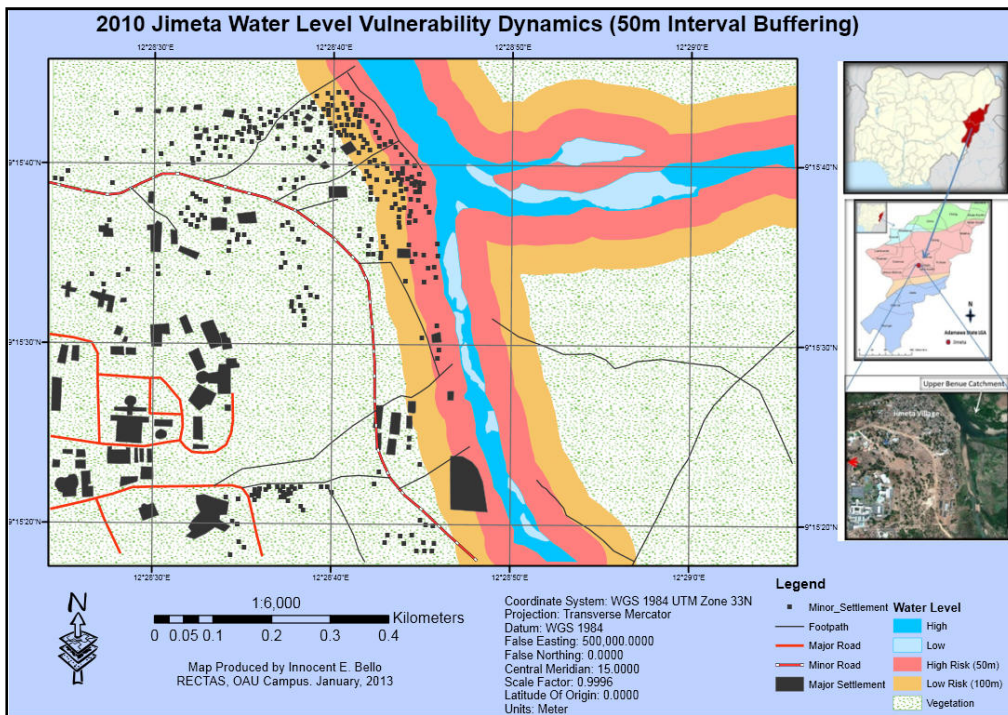 2010 Jimeta Water Level Vulnerability Dynamics (50m Interval Buffering)
12°28'30"E 12°28'40"E 12°28'50"E 12°29'0"E
9°15'40"N 9°15'40"N
9°15'30"N 9°15'30"N
9°15'20"N 9°15'20"N
12°28'30"E 12°28'40"E 12°28'50"E 12°29'0"E
N
Adamawa State LGA
Jimeta
Upper Benue Catchment
Jimeta Village
N
1:6,000
Kilometers
0 0.05 0.1 0.2 0.3 0.4
Map Produced by Innocent E. Bello
RECTAS, OAU Campus. January, 2013
Coordinate System: WGS 1984 UTM Zone 33N
Projection: Transverse Mercator
Datum: WGS 1984
False Easting: 500,000.0000
False Northing: 0.0000
Central Meridian: 15.0000
Scale Factor: 0.9996
Latitude Of Origin: 0.0000
Units: Meter
Legend
Minor_Settlement
Footpath
Major Road
Minor Road
Major Settlement
Water Level
High
Low
High Risk (50m)
Low Risk (100m)
Vegetation